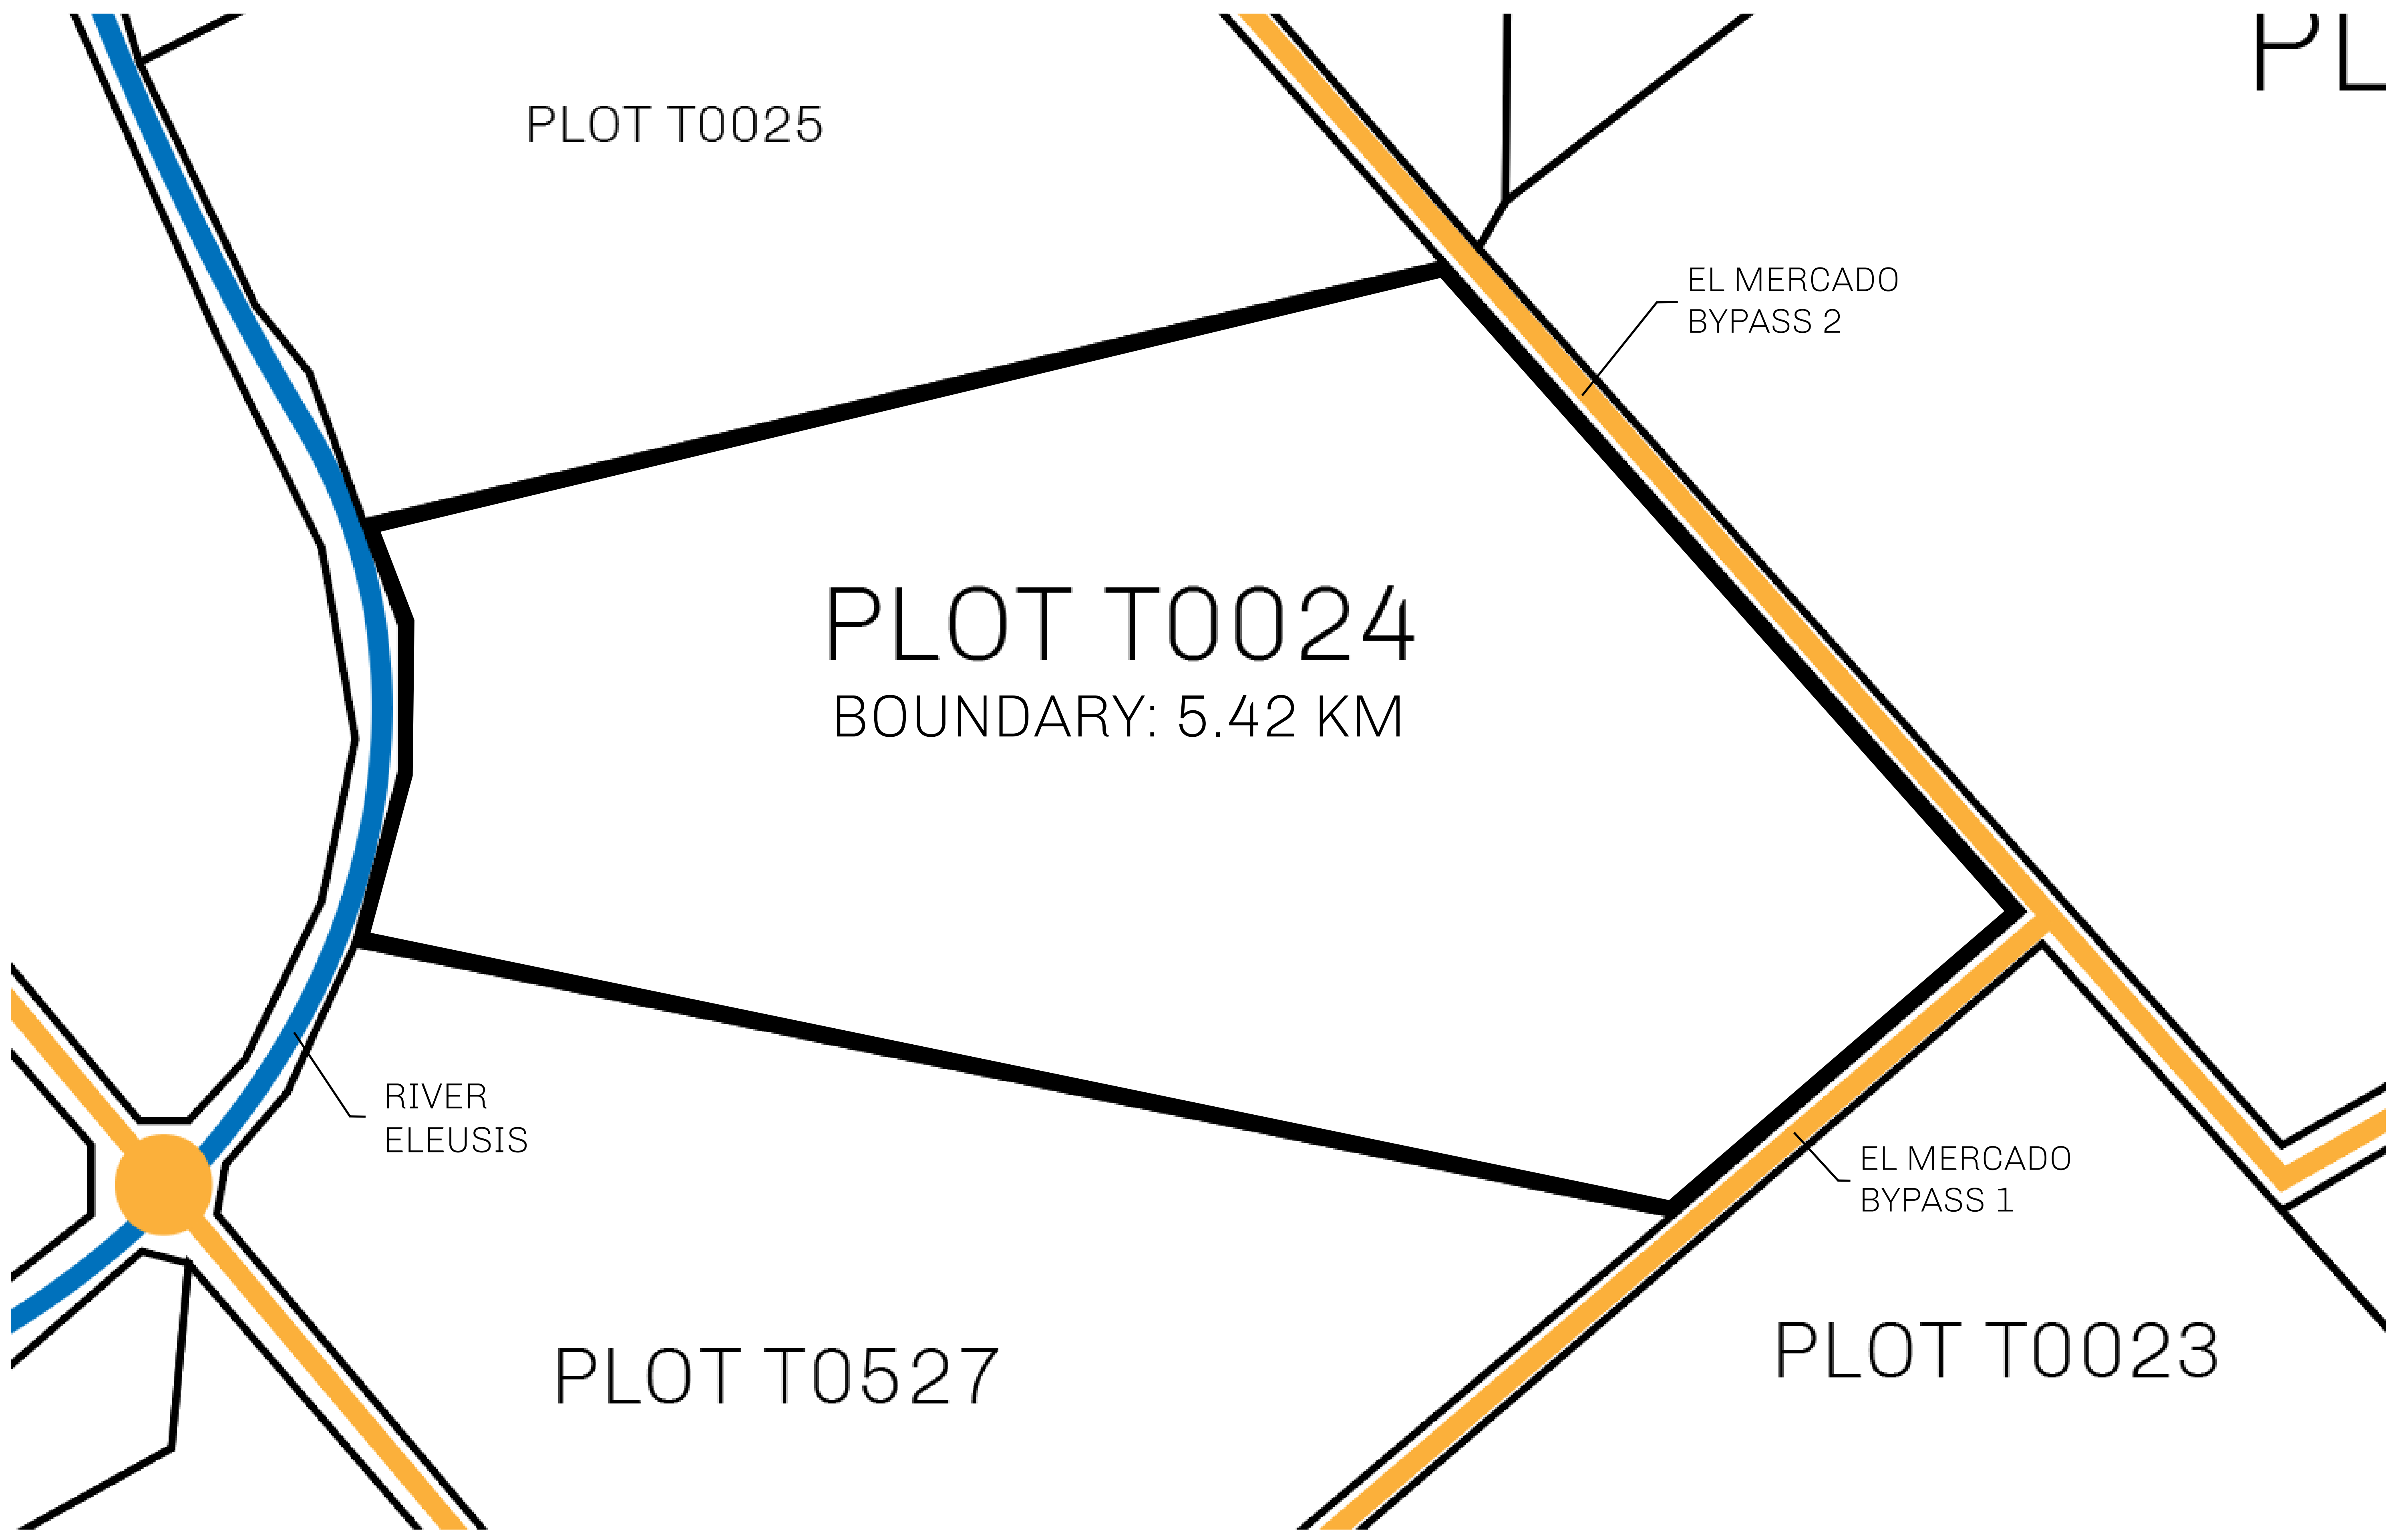 PL
PLOT T0025
EL MERCADO
BYPASS 2
PLOT T0024
BOUNDARY: 5.42 KM
RIVER
ELEUSIS
EL MERCADO
BYPASS 1
PLOT T0527
PLOT T0023